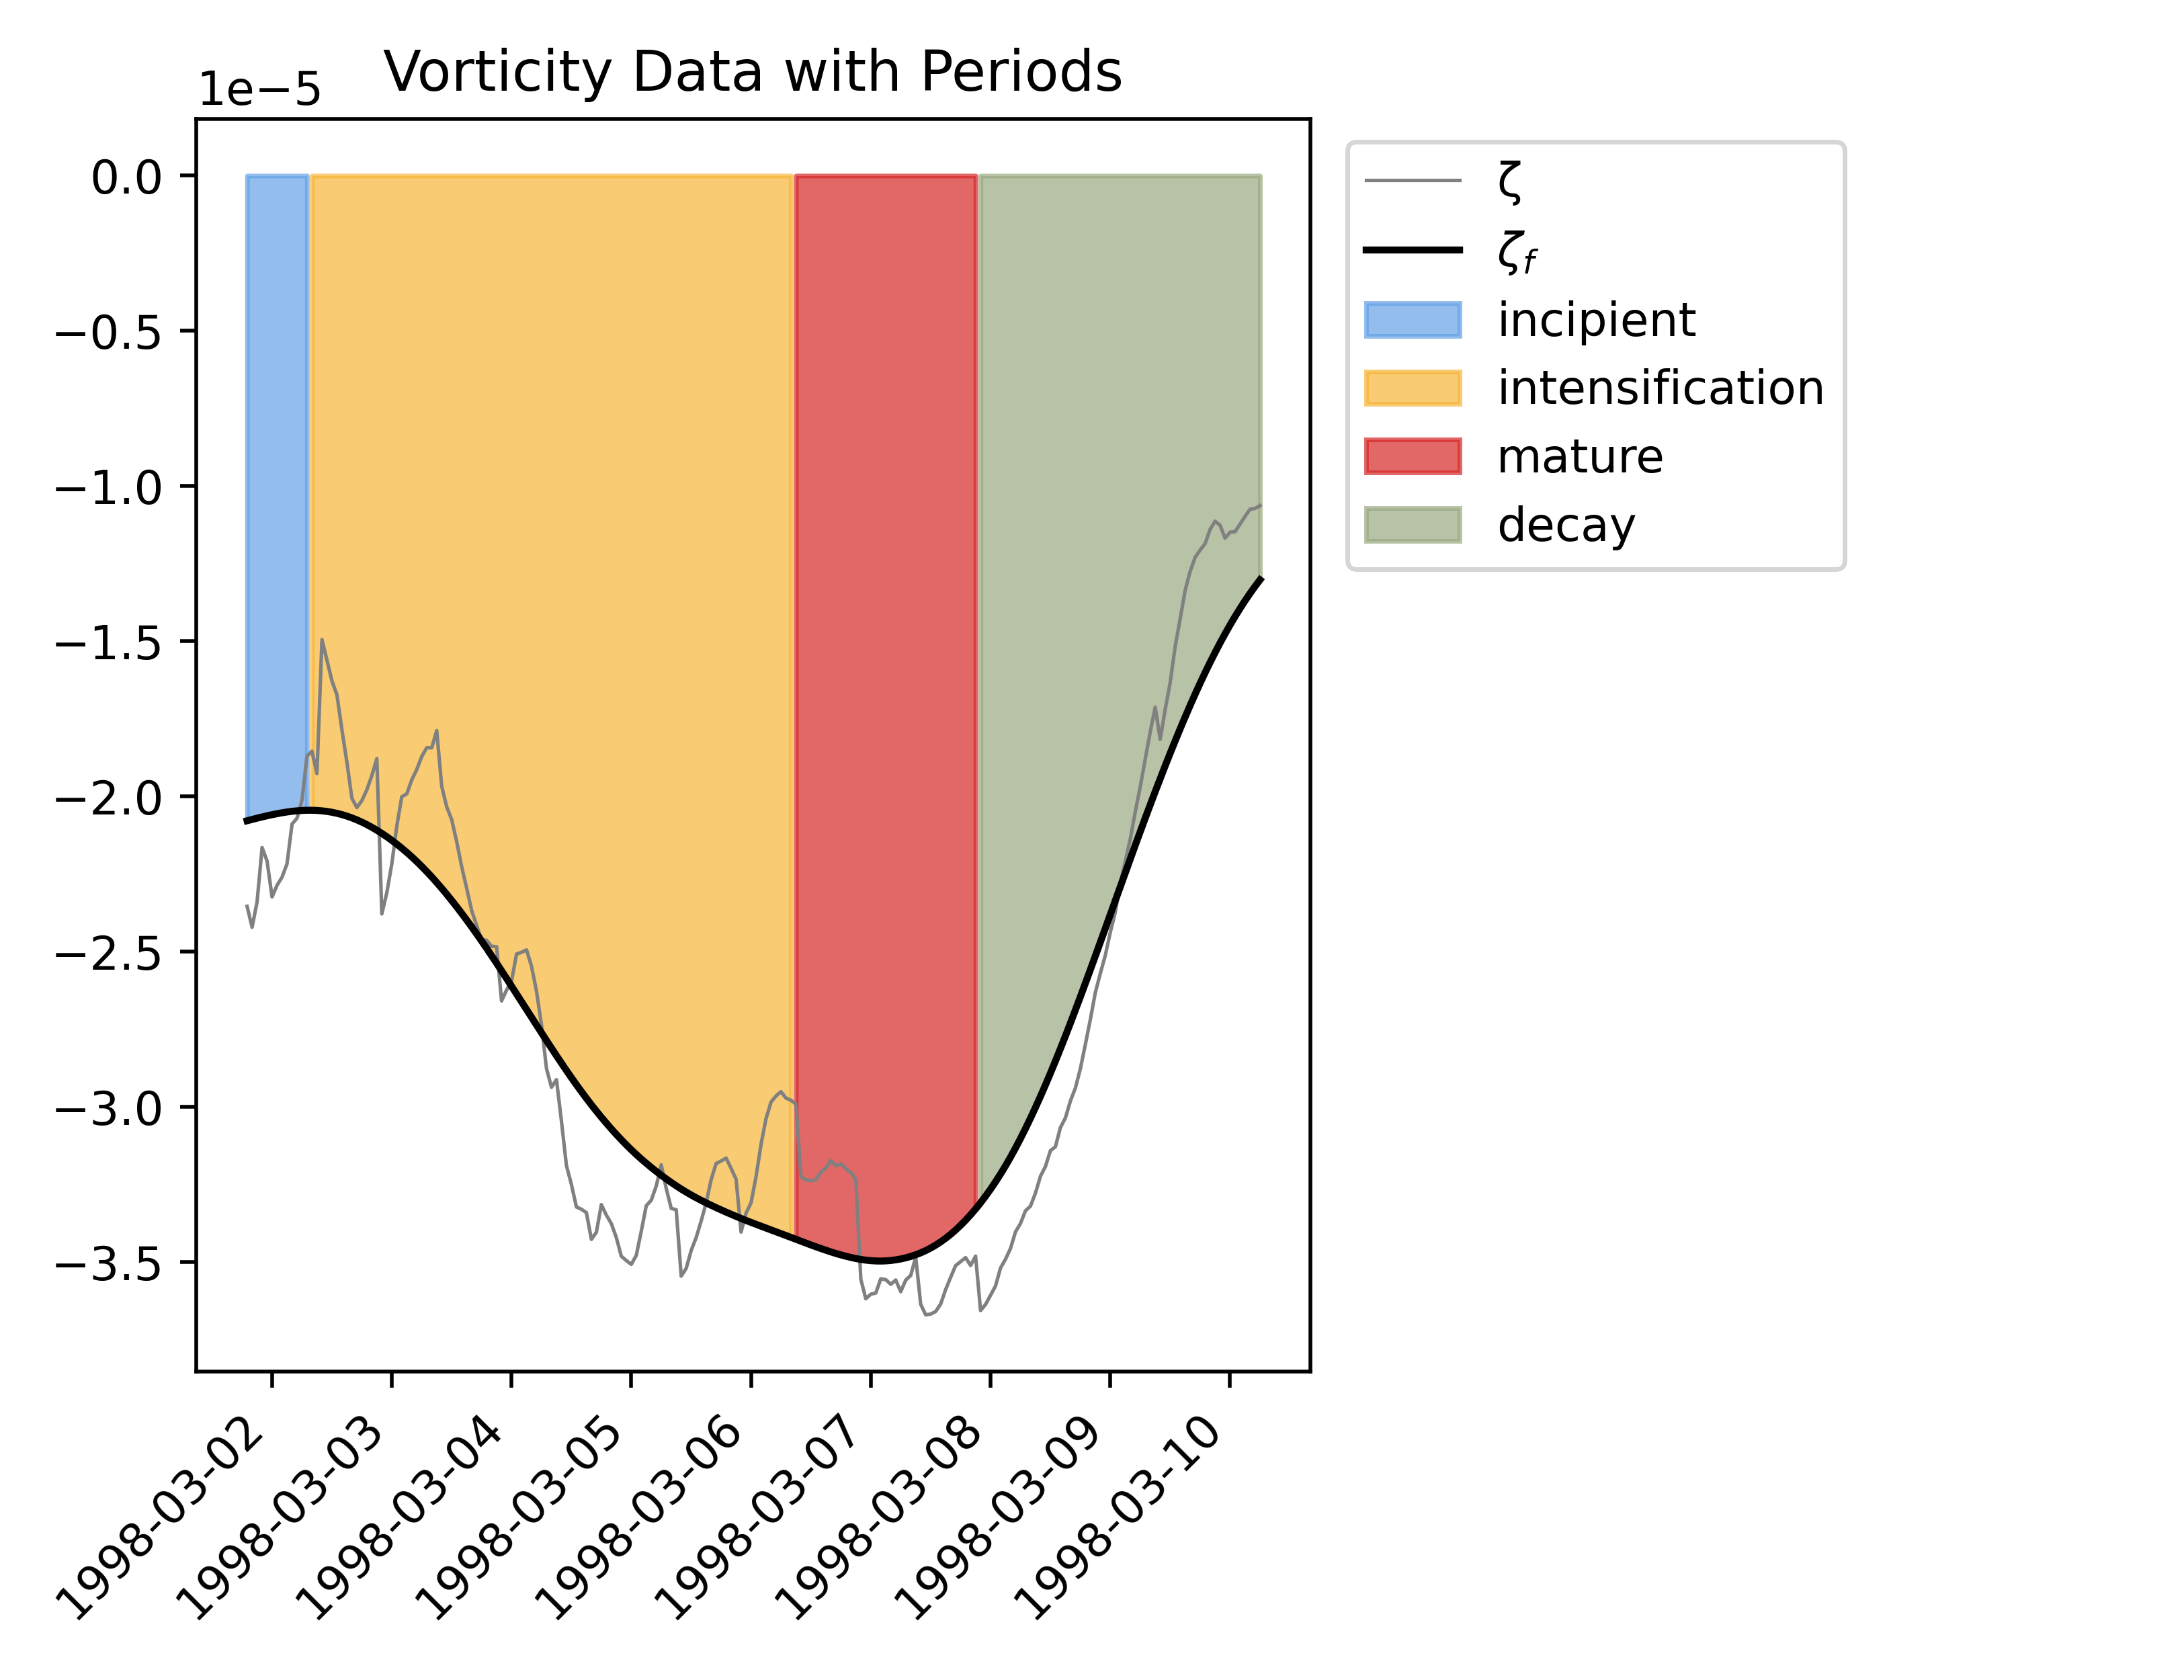 Vorticity Data with Periods
1e−5
0.0
−0.5
−1.0
−1.5
−2.0
−2.5
−3.0
−3.5
1998-03-02
1998-03-03
1998-03-04
1998-03-05
1998-03-06
1998-03-07
1998-03-08
1998-03-09
1998-03-10
ζ
ζf
incipient
intensification
mature
decay